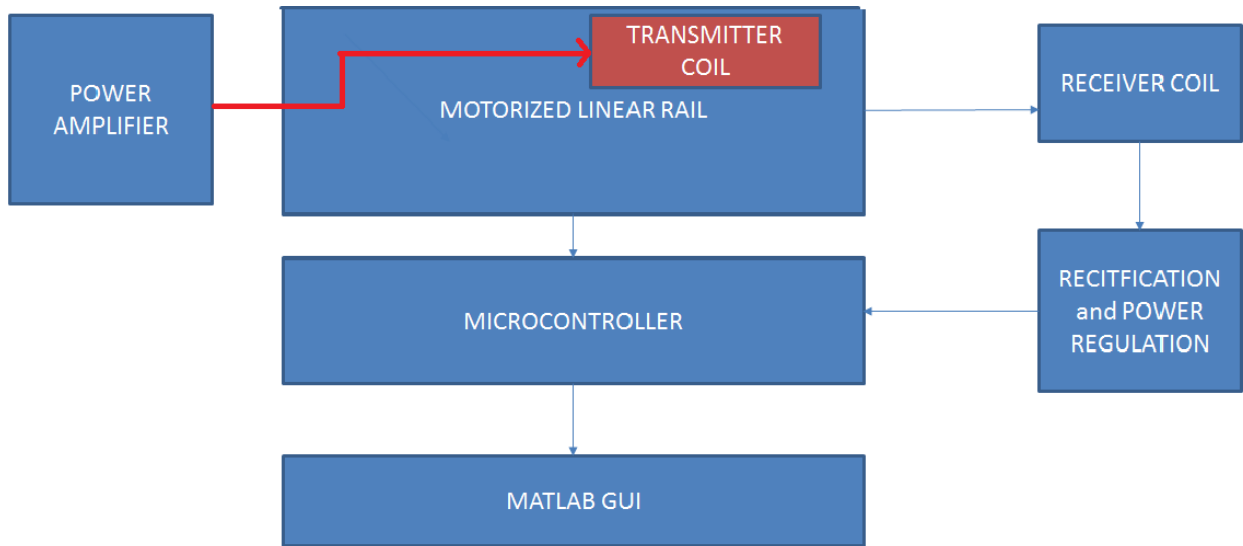 POWER
AMPLIFIER
TRANSMITTER
COIL
MOTORIZED LINEAR RAIL
RECEIVER COIL
MICROCONTROLLER
RECITFICATION
and POWER
REGULATION
MATLAB GUI